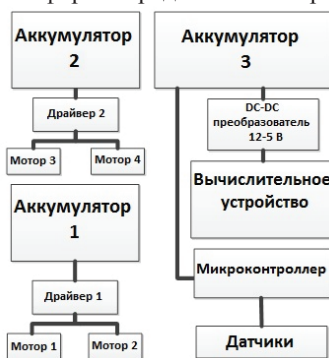 Аккумулятор
2
Драйвер 2
Мотор 3
Мотор 4
Аккумулятор
1
Драйвер 1
Мотор 1
Мотор 2
Аккумулятор
3
DC-DC
преобразователь
12-5 В
Вычислительное
устройство
Микроконтроллер
Датчики